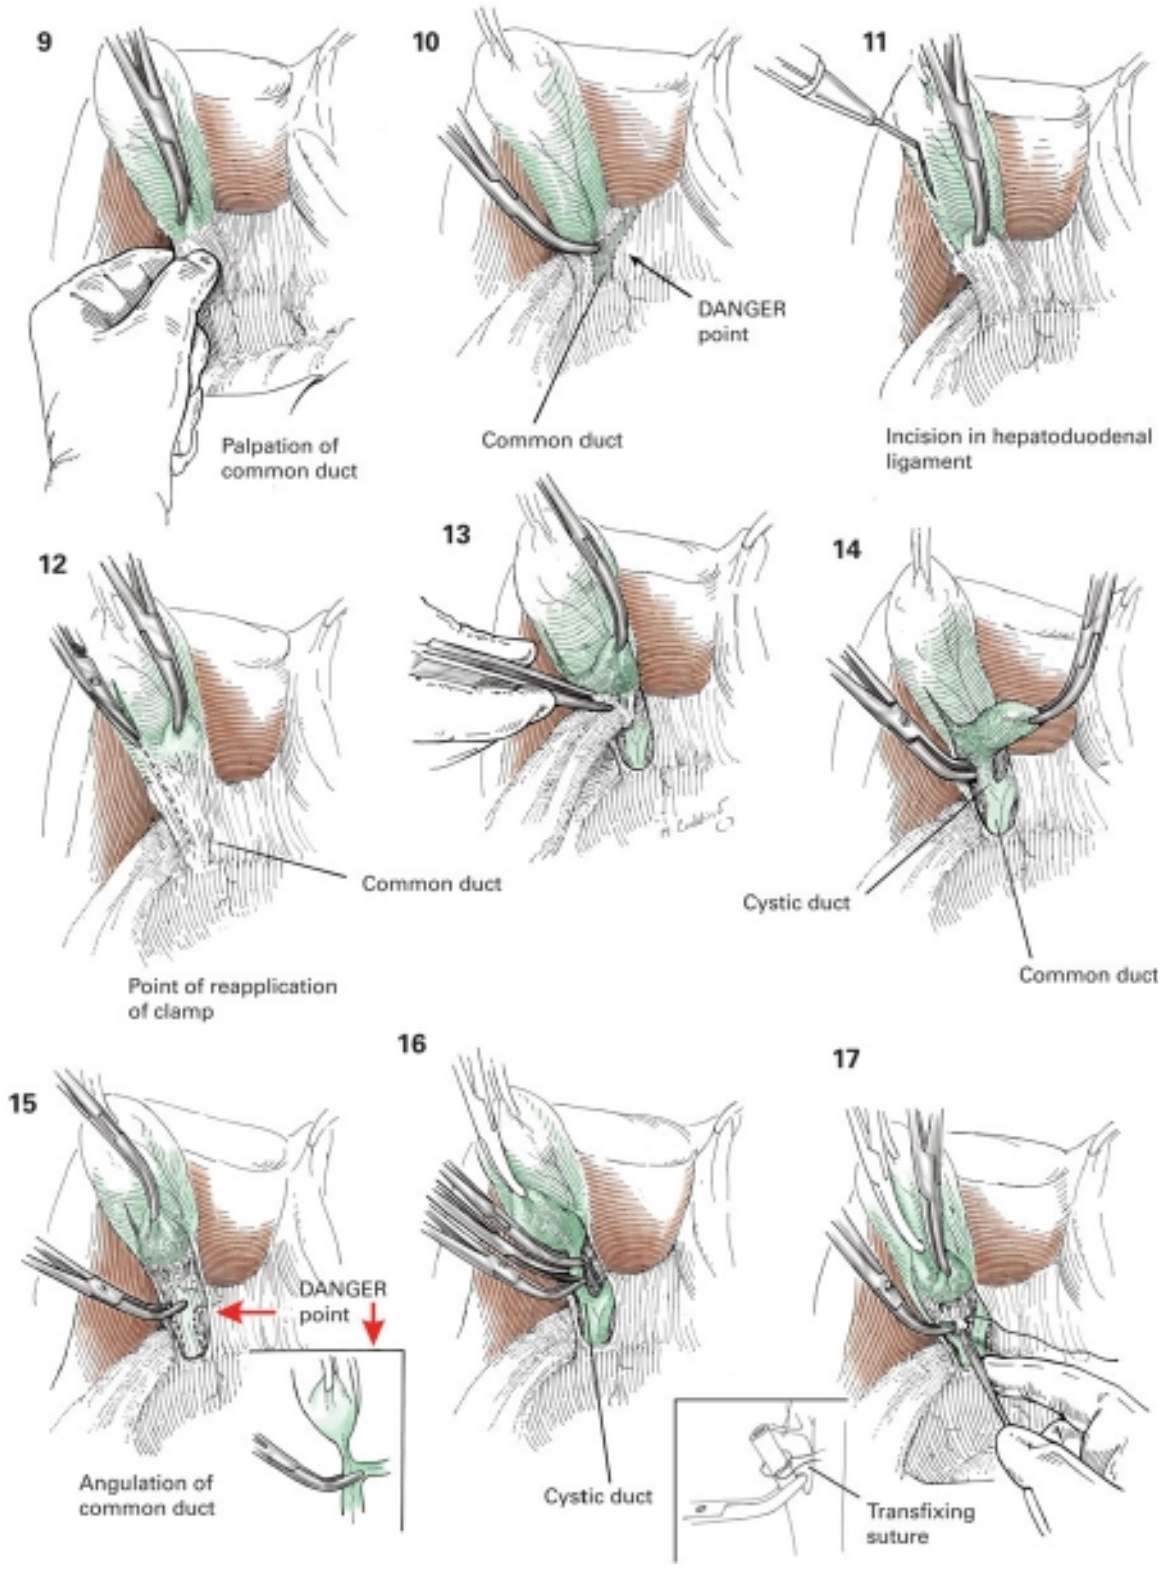 9
10
11
DANGER
point
Palpation of
common duct
Common duct
Incision in hepatoduodenal
ligament
12
13
14
Common duct
Cystic duct
Common duct
Point of reapplication
of clamp
15
16
17
DANGER
point
Angulation of
common duct
Cystic duct
Transfixing
suture